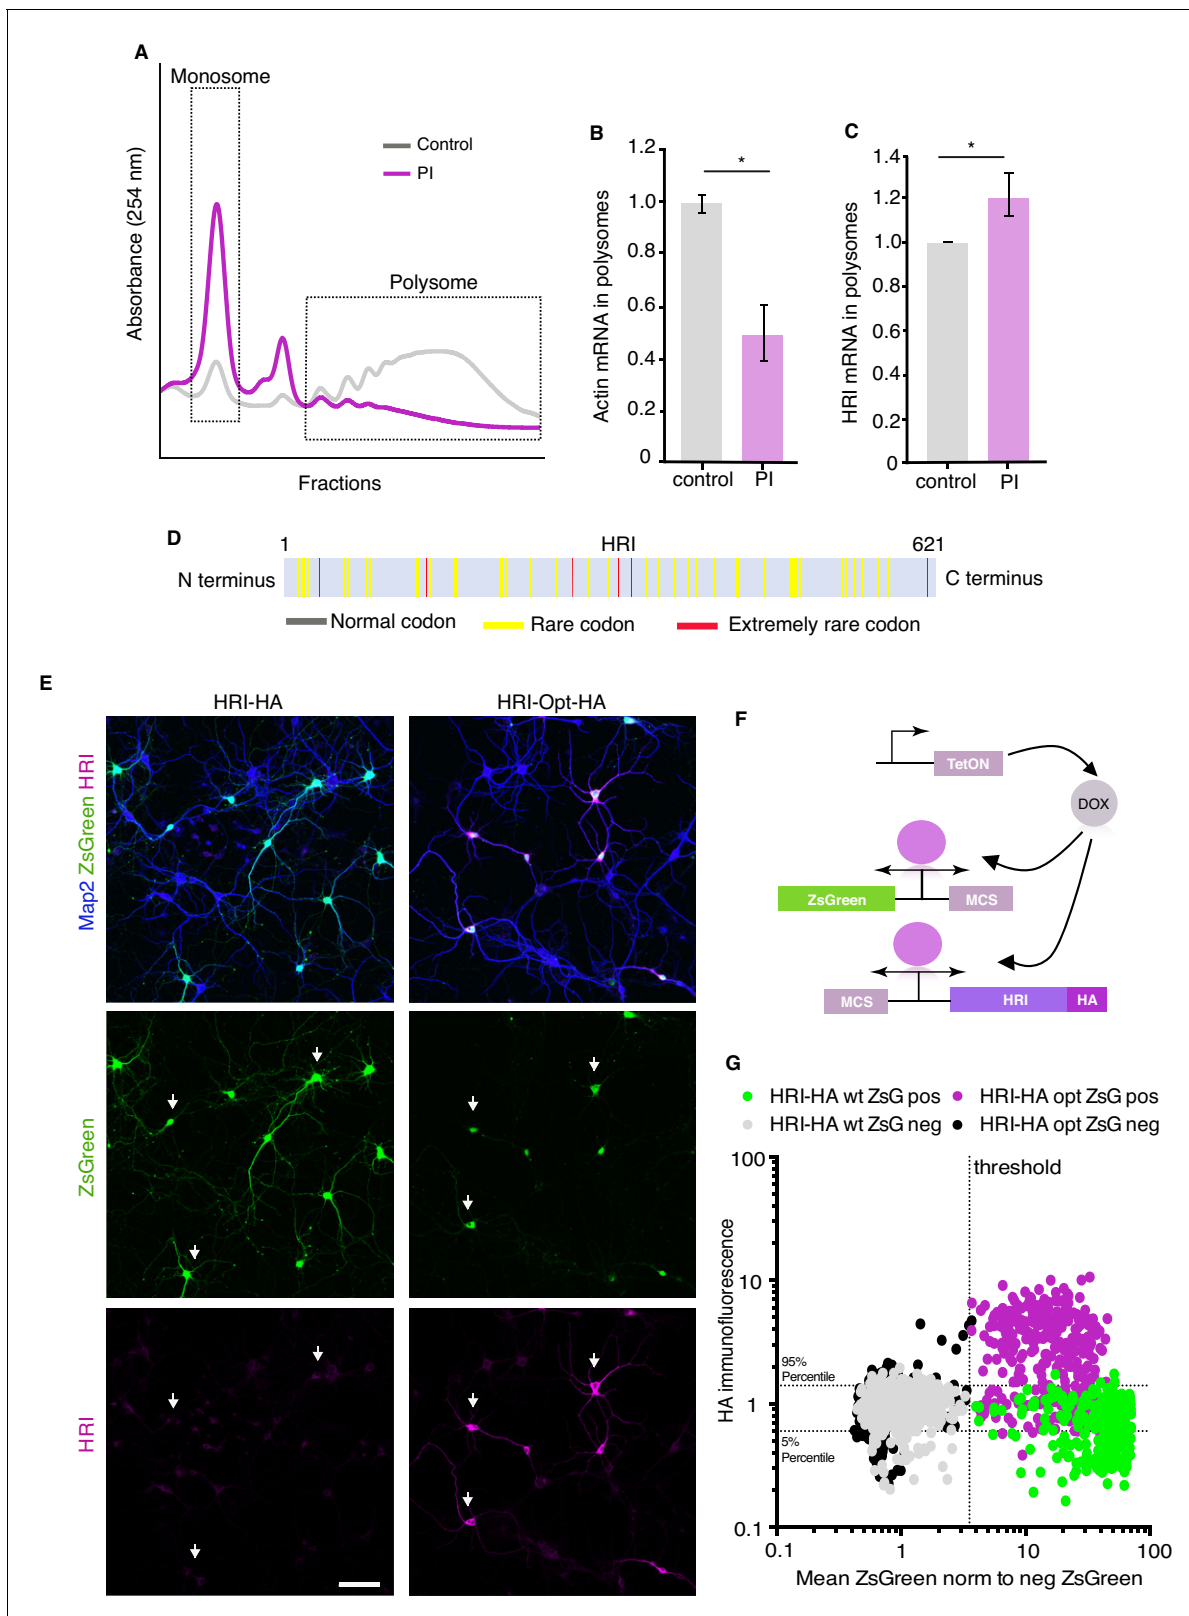 A
Monosome
Control
PI
Polysome
Absorbance (254 nm)
Fractions
B
1.2
1.0
0.8
0.6
0.4
0.2
0
*
Actin mRNA in polysomes
control
PI
C
1.4
1.2
1.0
0.8
0.6
0.4
0.2
0
*
HRI mRNA in polysomes
control
PI
D
1
HRI
621
N terminus
C terminus
Normal codon
Rare codon
Extremely rare codon
E
HRI-HA
HRI-Opt-HA
Map2 ZsGreen HRI
ZsGreen
HRI
F
TetON
DOX
ZsGreen
MCS
MCS
HRI
HA
G
HRI-HA wt ZsG pos
HRI-HA opt ZsG pos
HRI-HA wt ZsG neg
HRI-HA opt ZsG neg
threshold
100
10
1
0.1
HA immunofluorescence
95%
Percentile
5%
Percentile
0.1
1
10
100
Mean ZsGreen norm to neg ZsGreen